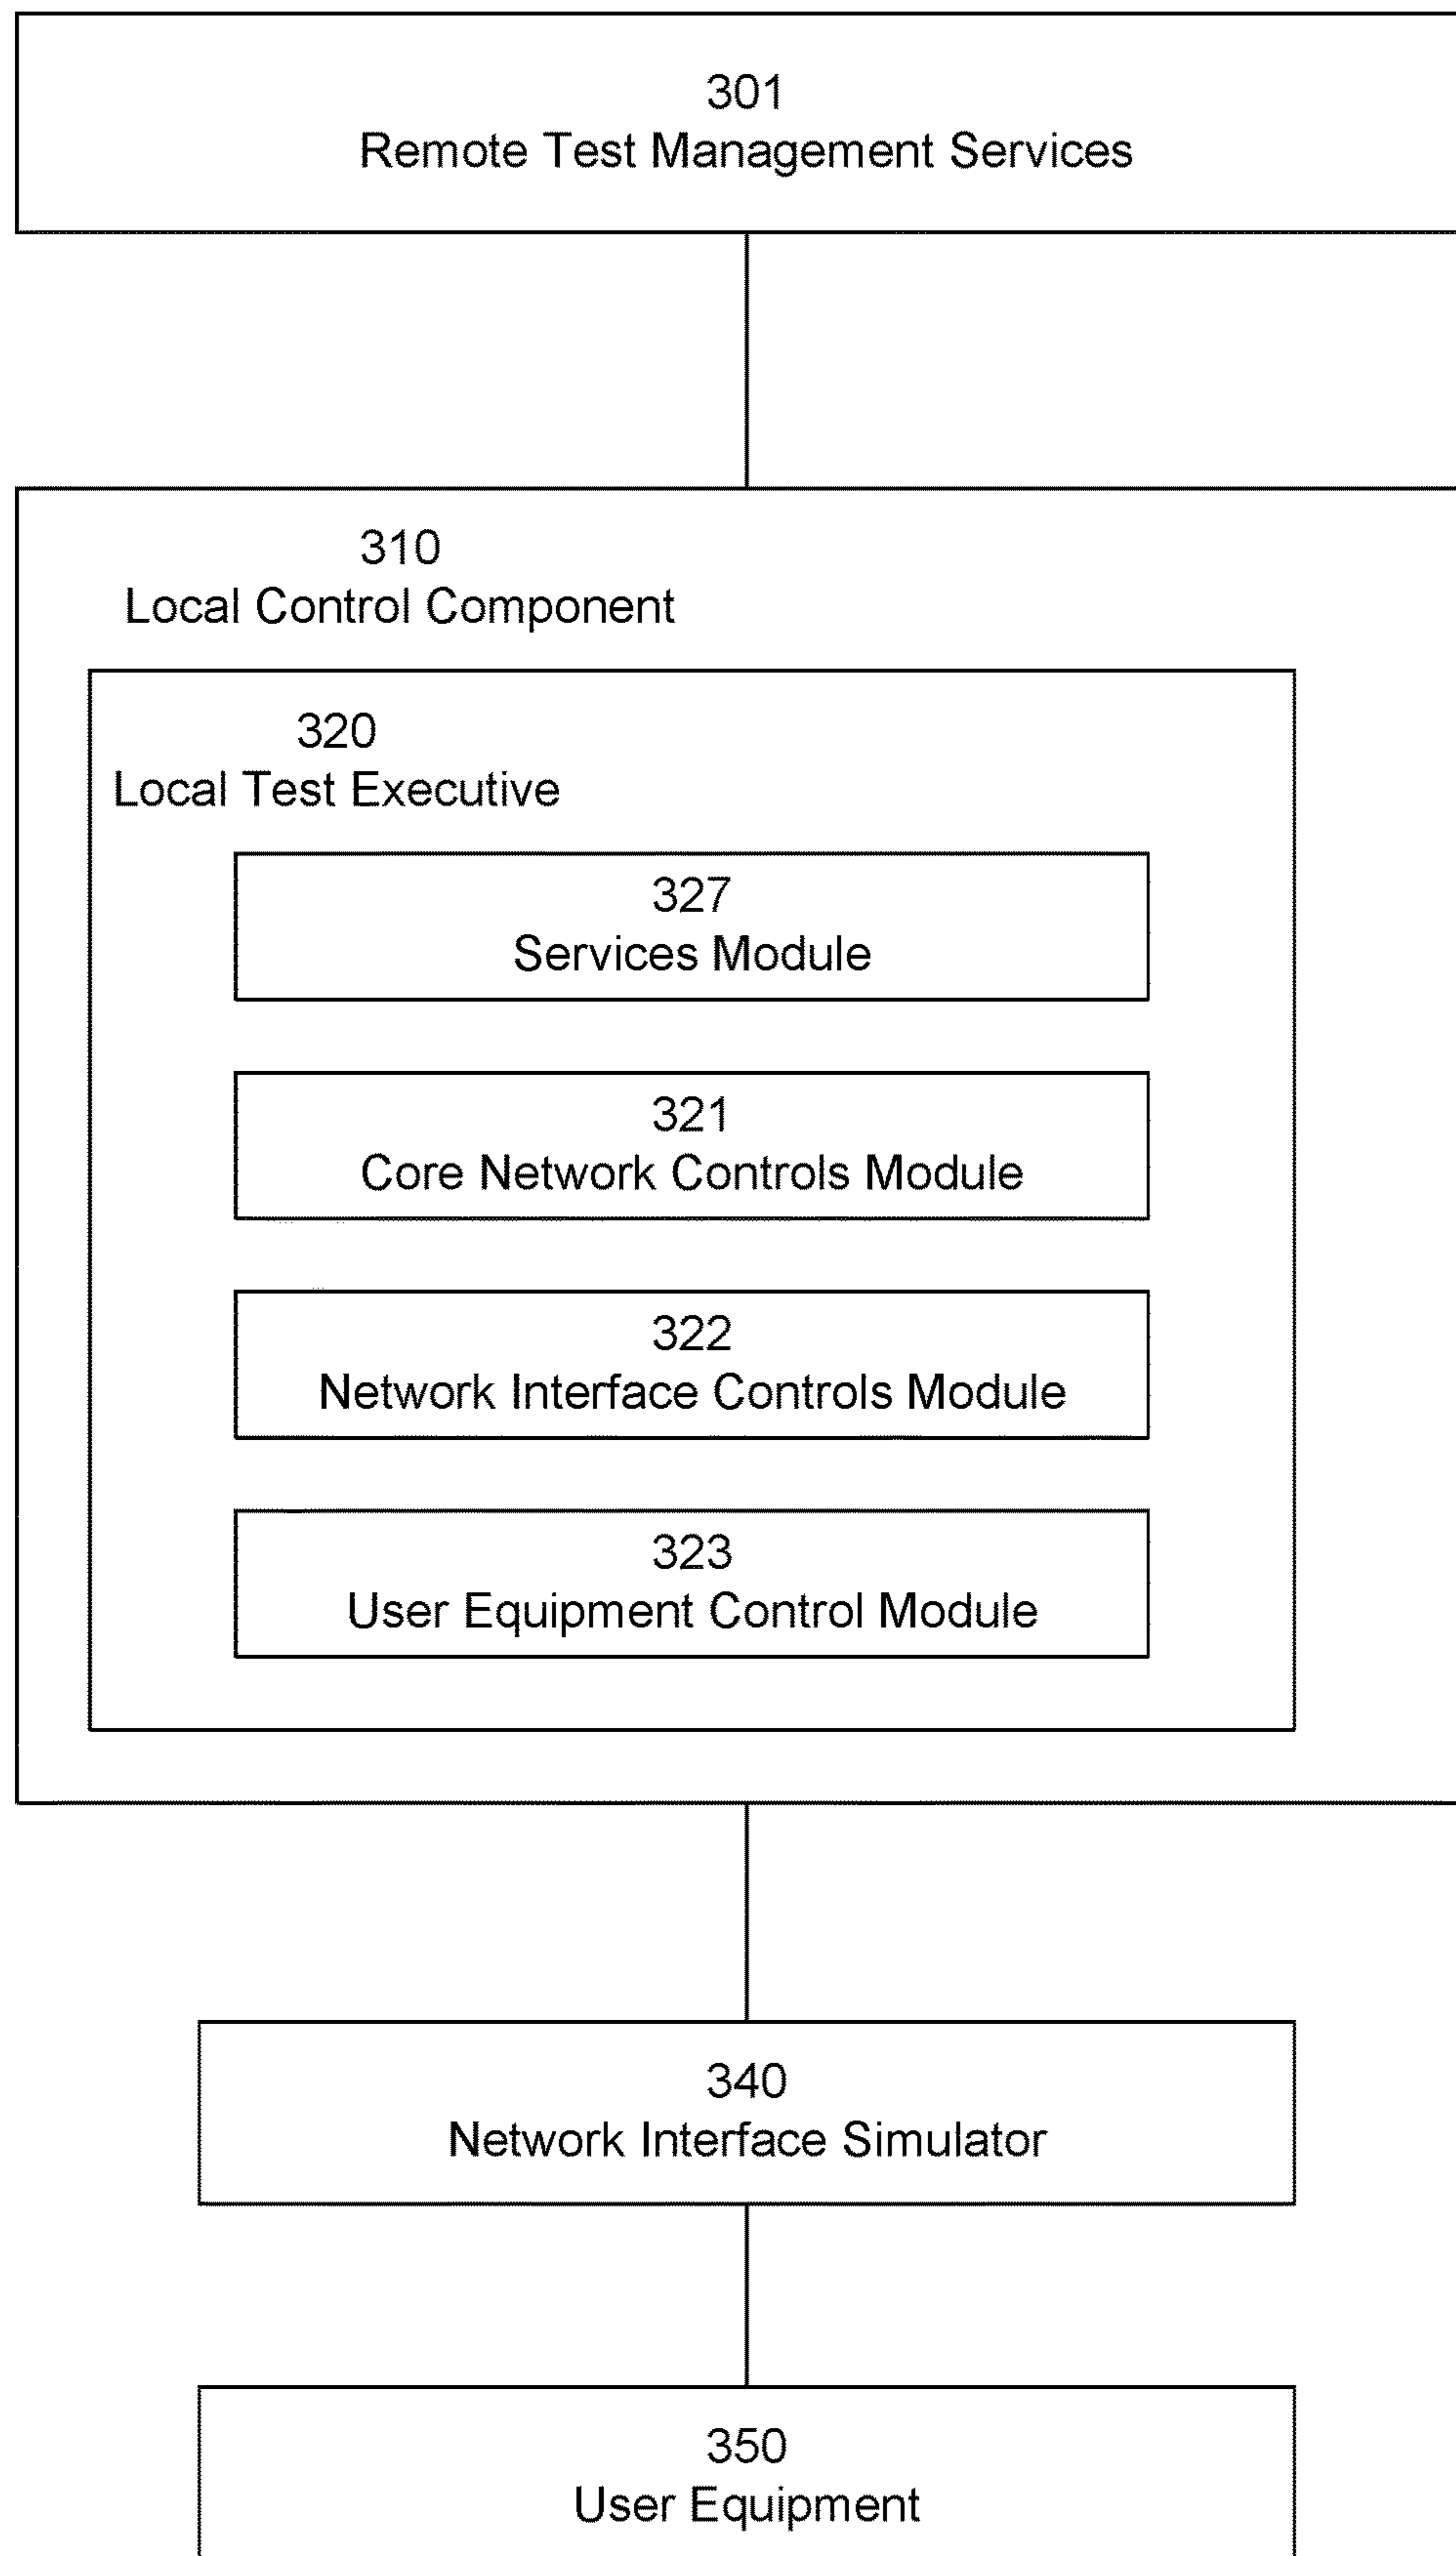 301
Remote Test Management Services
310
Local Control Component
320
Local Test Executive
327
Services Module
321
Core Network Controls Module
322
Network Interface Controls Module
323
User Equipment Control Module
340
Network Interface Simulator
350
User Equipment